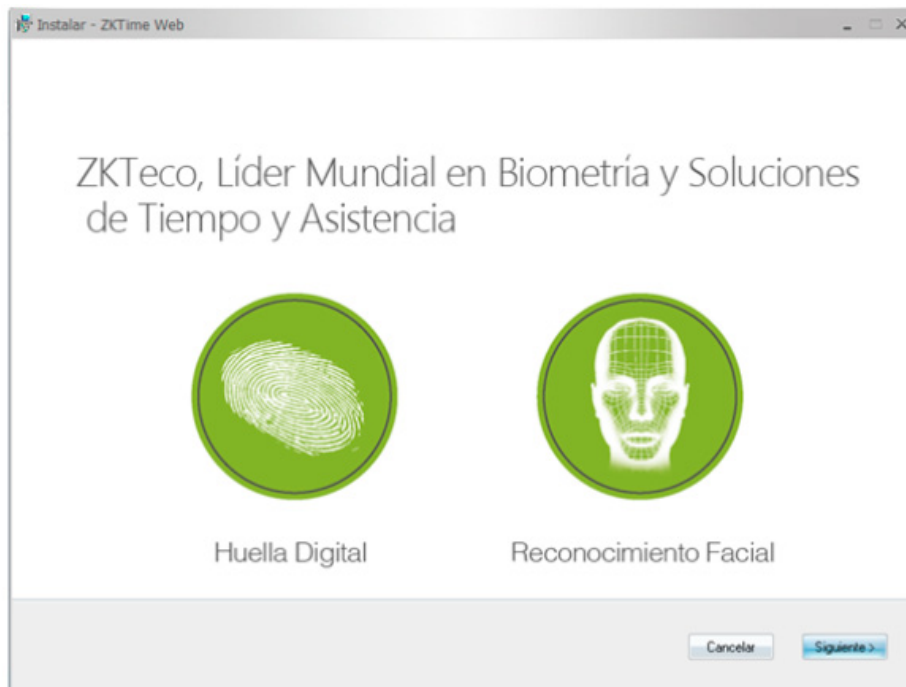 Instalar - ZKTime Web
ZKTeco, Líder Mundial en Biometría y Soluciones
de Tiempo y Asistencia
Huella Digital
Reconocimiento Facial
Cancelar
Siguiente >